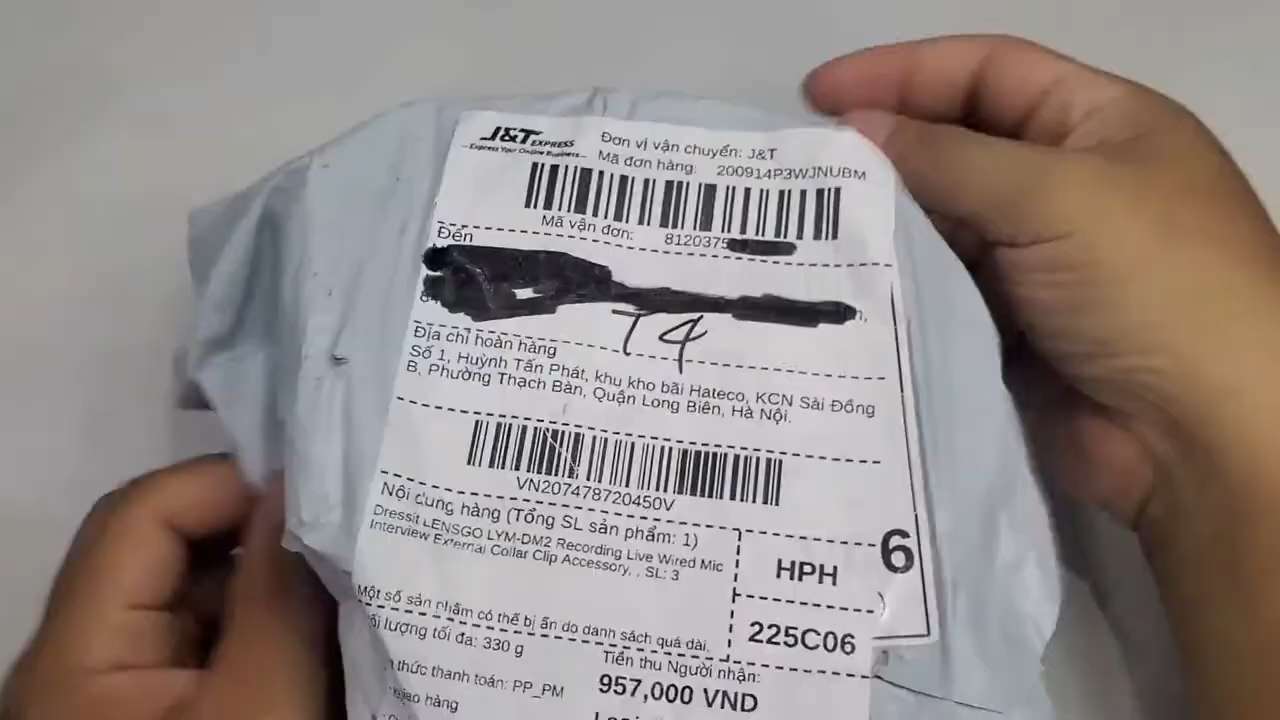 J&T EXPRESS
Express Your Online Business
Đơn vị vận chuyển: J&T
Mã đơn hàng: 200914P3WJNUBM
Mã vận đơn: 8120375
Đến
T4
Địa chỉ hoàn hàng
Số 1, Huỳnh Tấn Phát, khu kho bãi Hateco, KCN Sài Đồng
B, Phường Thạch Bàn, Quận Long Biên, Hà Nội.
VN207478720450V
Nội dung hàng (Tổng SL sản phẩm: 1)
Dressit LENSGO LYM-DM2 Recording Live Wired Mic
Interview External Collar Clip Accessory, , SL: 3
HPH
6
225C06
Một số sản phẩm có thể bị ẩn do danh sách quá dài.
lượng tối đa: 330 g
thức thanh toán: PP_PM
giao hàng
Tiền thu Người nhận:
957,000 VND